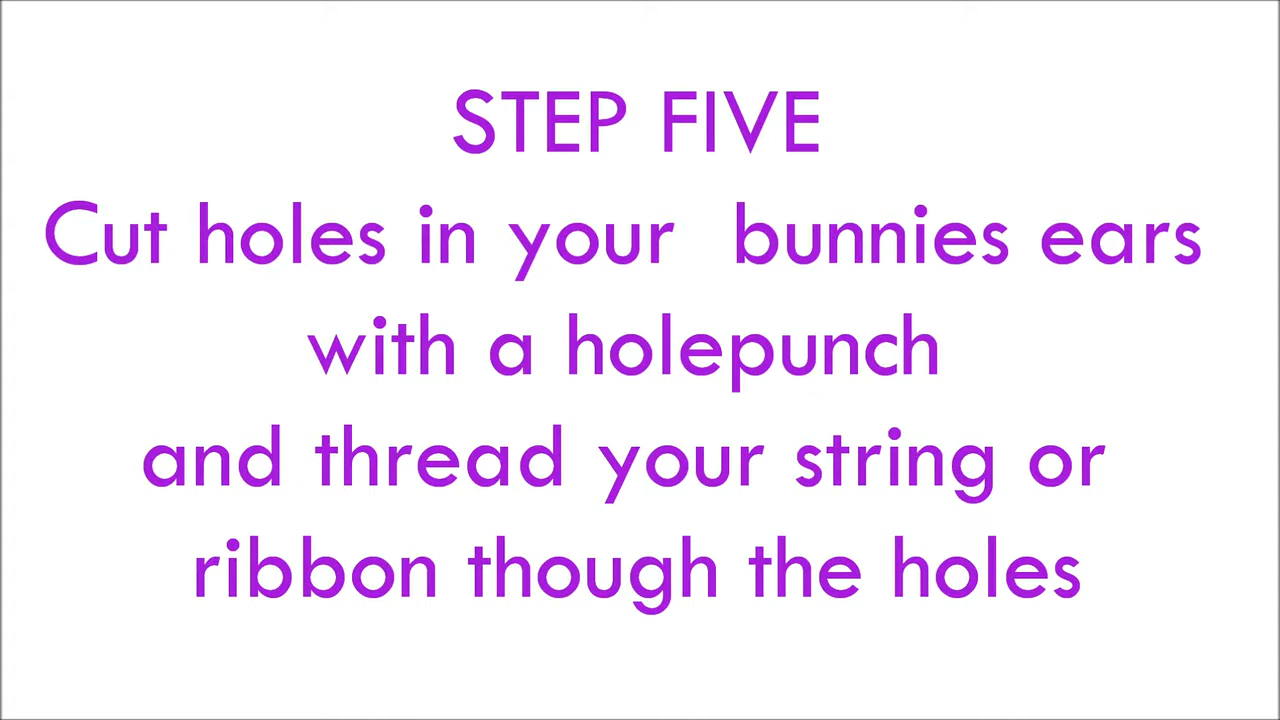 STEP FIVE
Cut holes in your  bunnies ears
with a holepunch
and thread your string or
ribbon though the holes